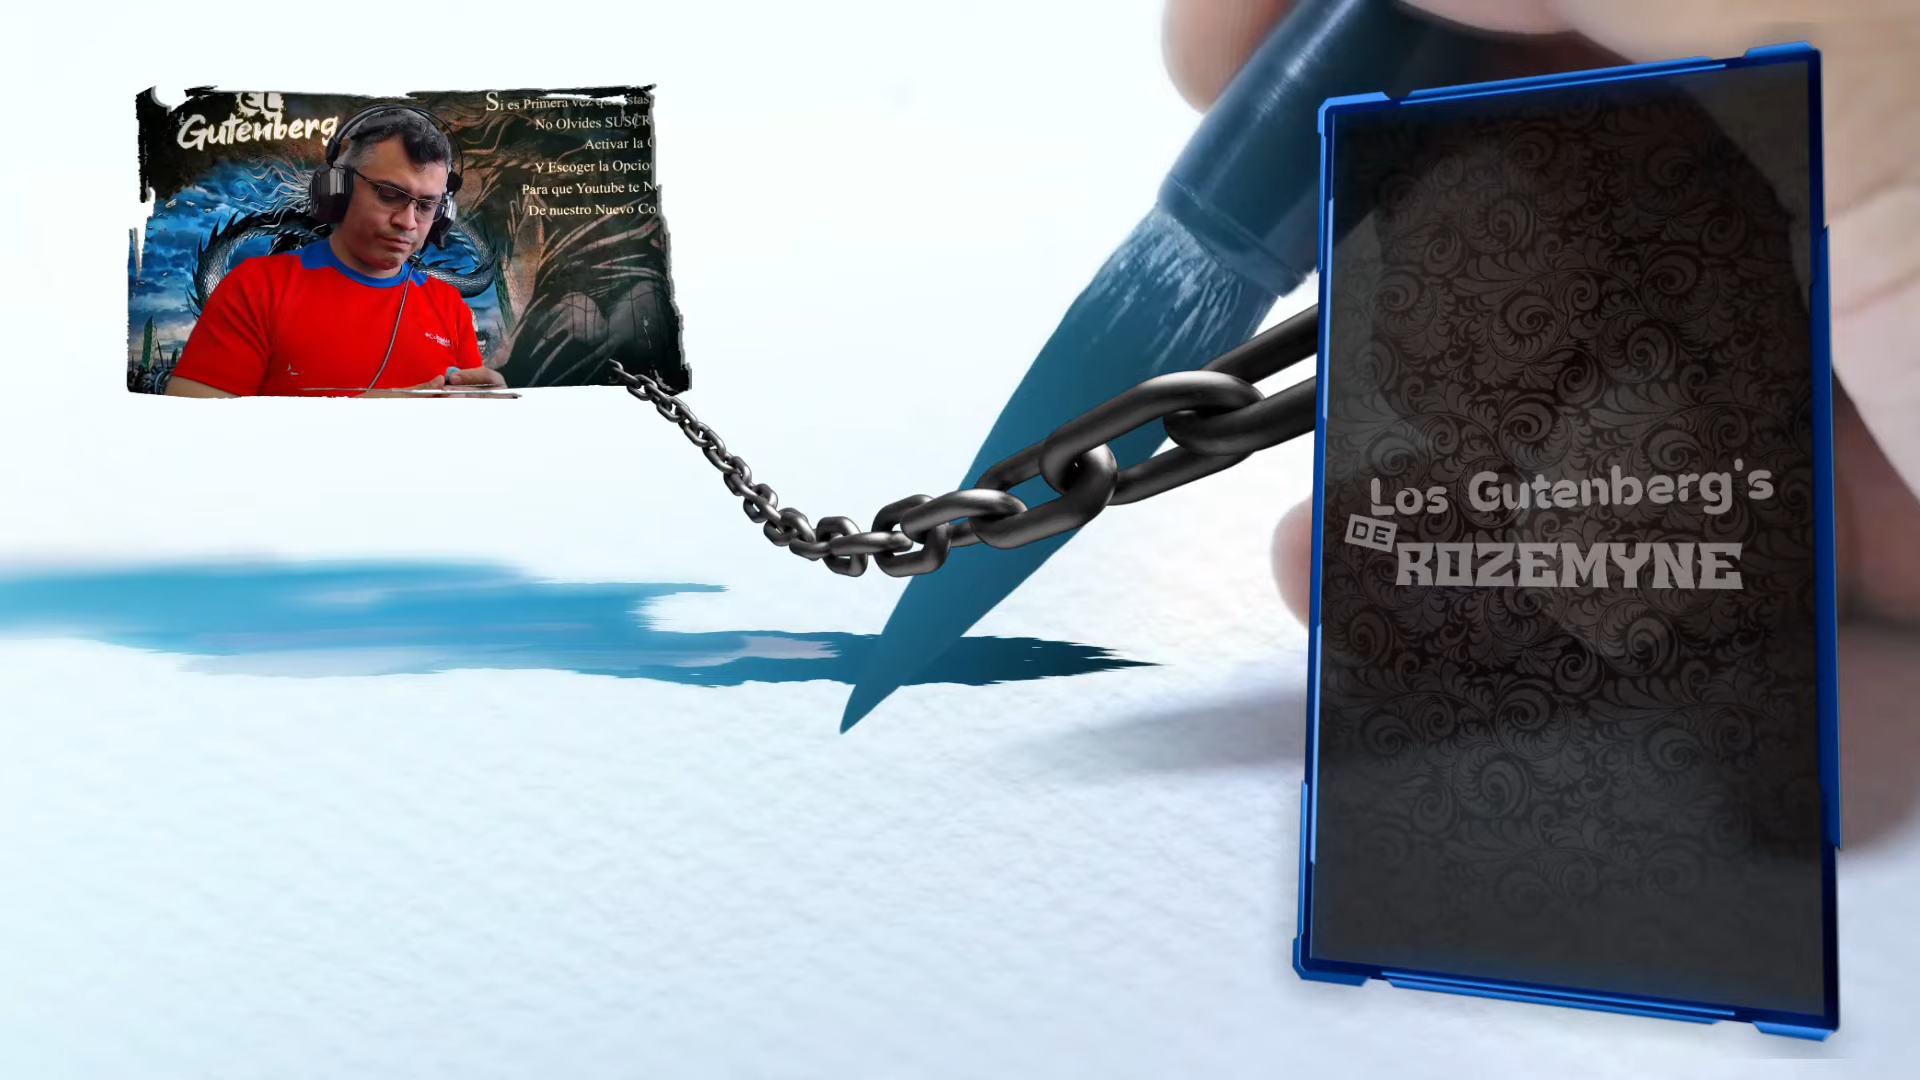 EL
Gutenberg
Si es Primera vez que
No Olvides
Activar la
Y Escoger la
Para que Youtube te
De nuestro Nuevo
Los Gutenberg's
DE
ROZEMYNE